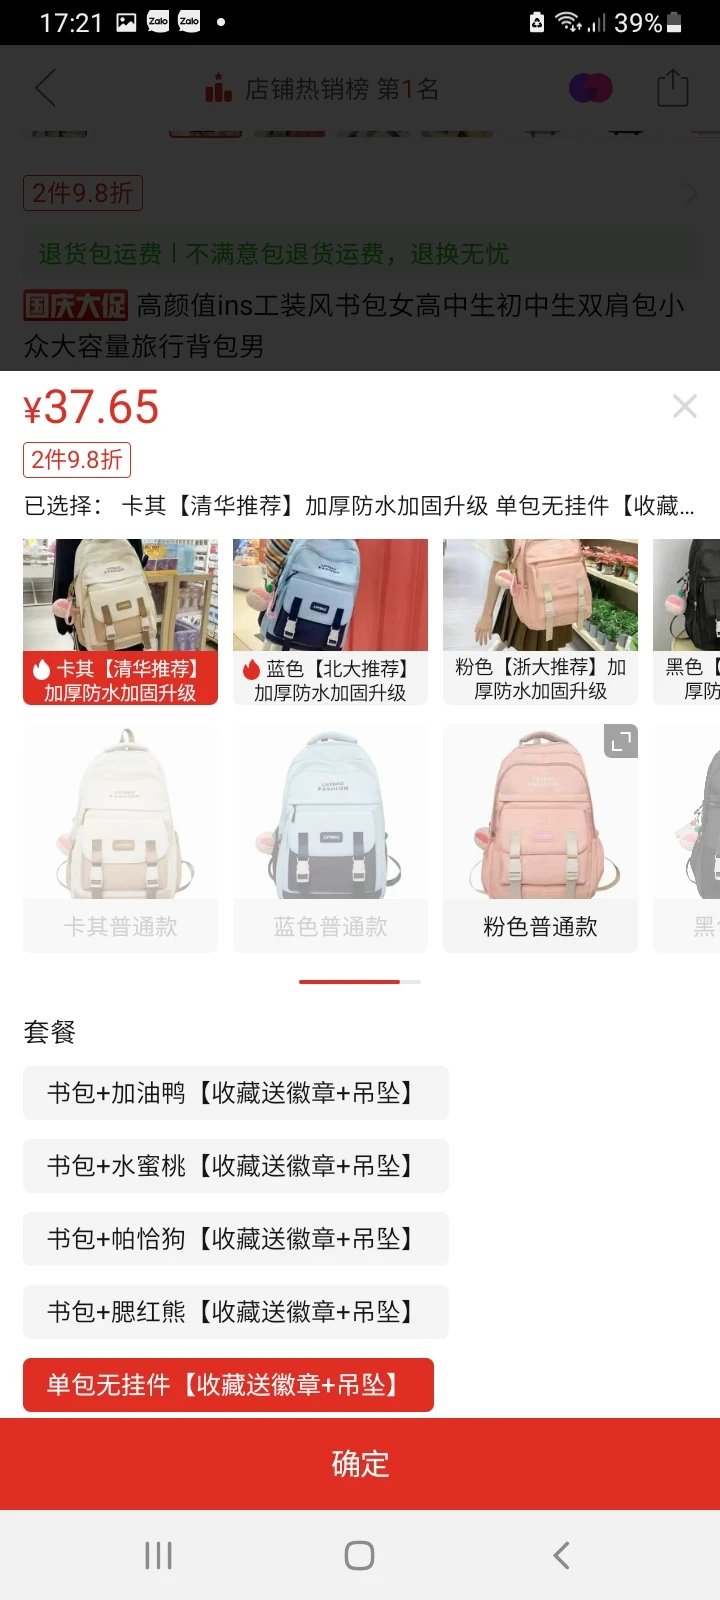 17:21 Zalo Zalo 39%
店铺热销榜 第1名
2件9.8折
退货包运费 | 不满意包退货运费，退换无忧
国庆大促 高颜值ins工装风书包女高中生初中生双肩包小
众大容量旅行背包男
¥37.65
2件9.8折
已选择： 卡其【清华推荐】加厚防水加固升级 单包无挂件【收藏...
卡其【清华推荐】
加厚防水加固升级
蓝色【北大推荐】
加厚防水加固升级
粉色【浙大推荐】加
厚防水加固升级
黑色【
厚防
FASHION
FASHION
卡其普通款
蓝色普通款
粉色普通款
黑
套餐
书包+加油鸭【收藏送徽章+吊坠】
书包+水蜜桃【收藏送徽章+吊坠】
书包+帕恰狗【收藏送徽章+吊坠】
书包+腮红熊【收藏送徽章+吊坠】
单包无挂件【收藏送徽章+吊坠】
确定